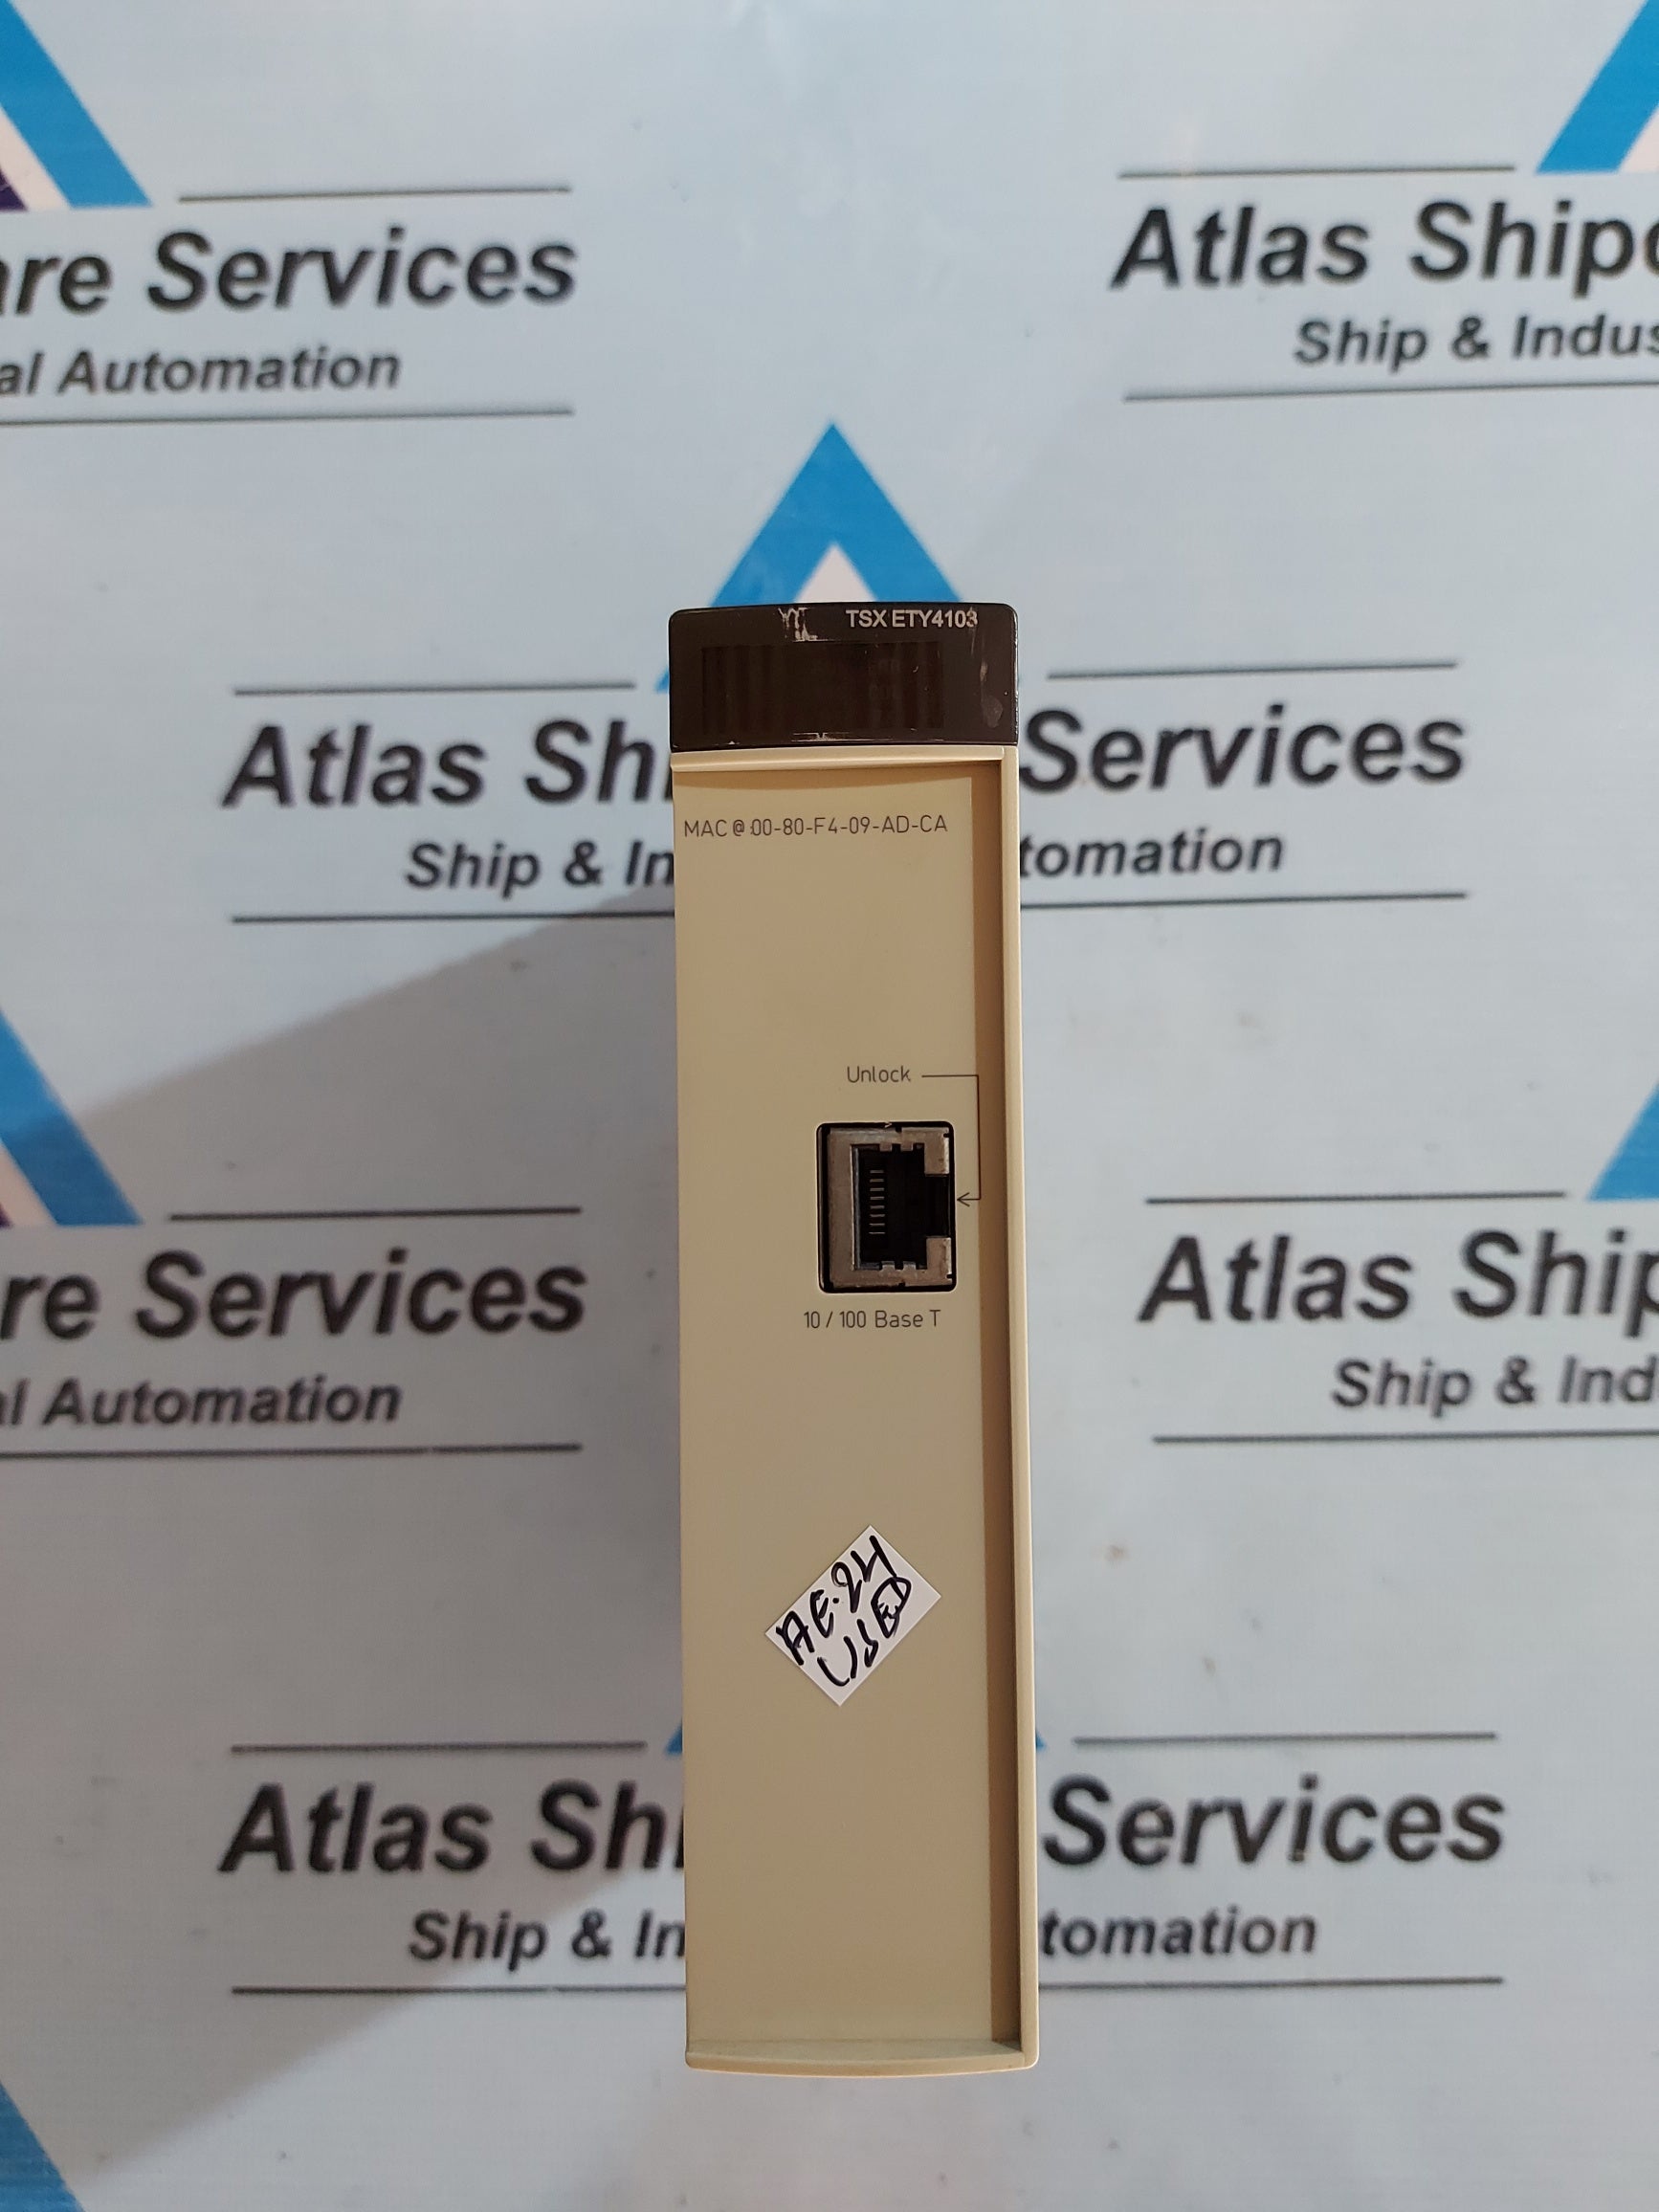 are Services
al Automation
Atlas Shipc
Ship & Indus
TSX ETY4103
Atlas Sh
Services
Ship & In
tomation
MAC@:00-80-F4-09-AD-CA
Unlock
10 / 100 Base T
re Services
al Automation
Atlas Ship
Ship & Ind
AE.24
USED
Atlas Sh
Services
Ship & In
tomation